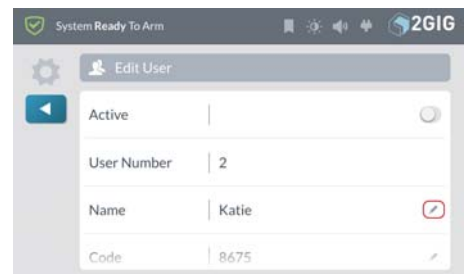 System Ready To Arm
2GIG
Edit User
Active
User Number 2
Name Katie
Code 8675